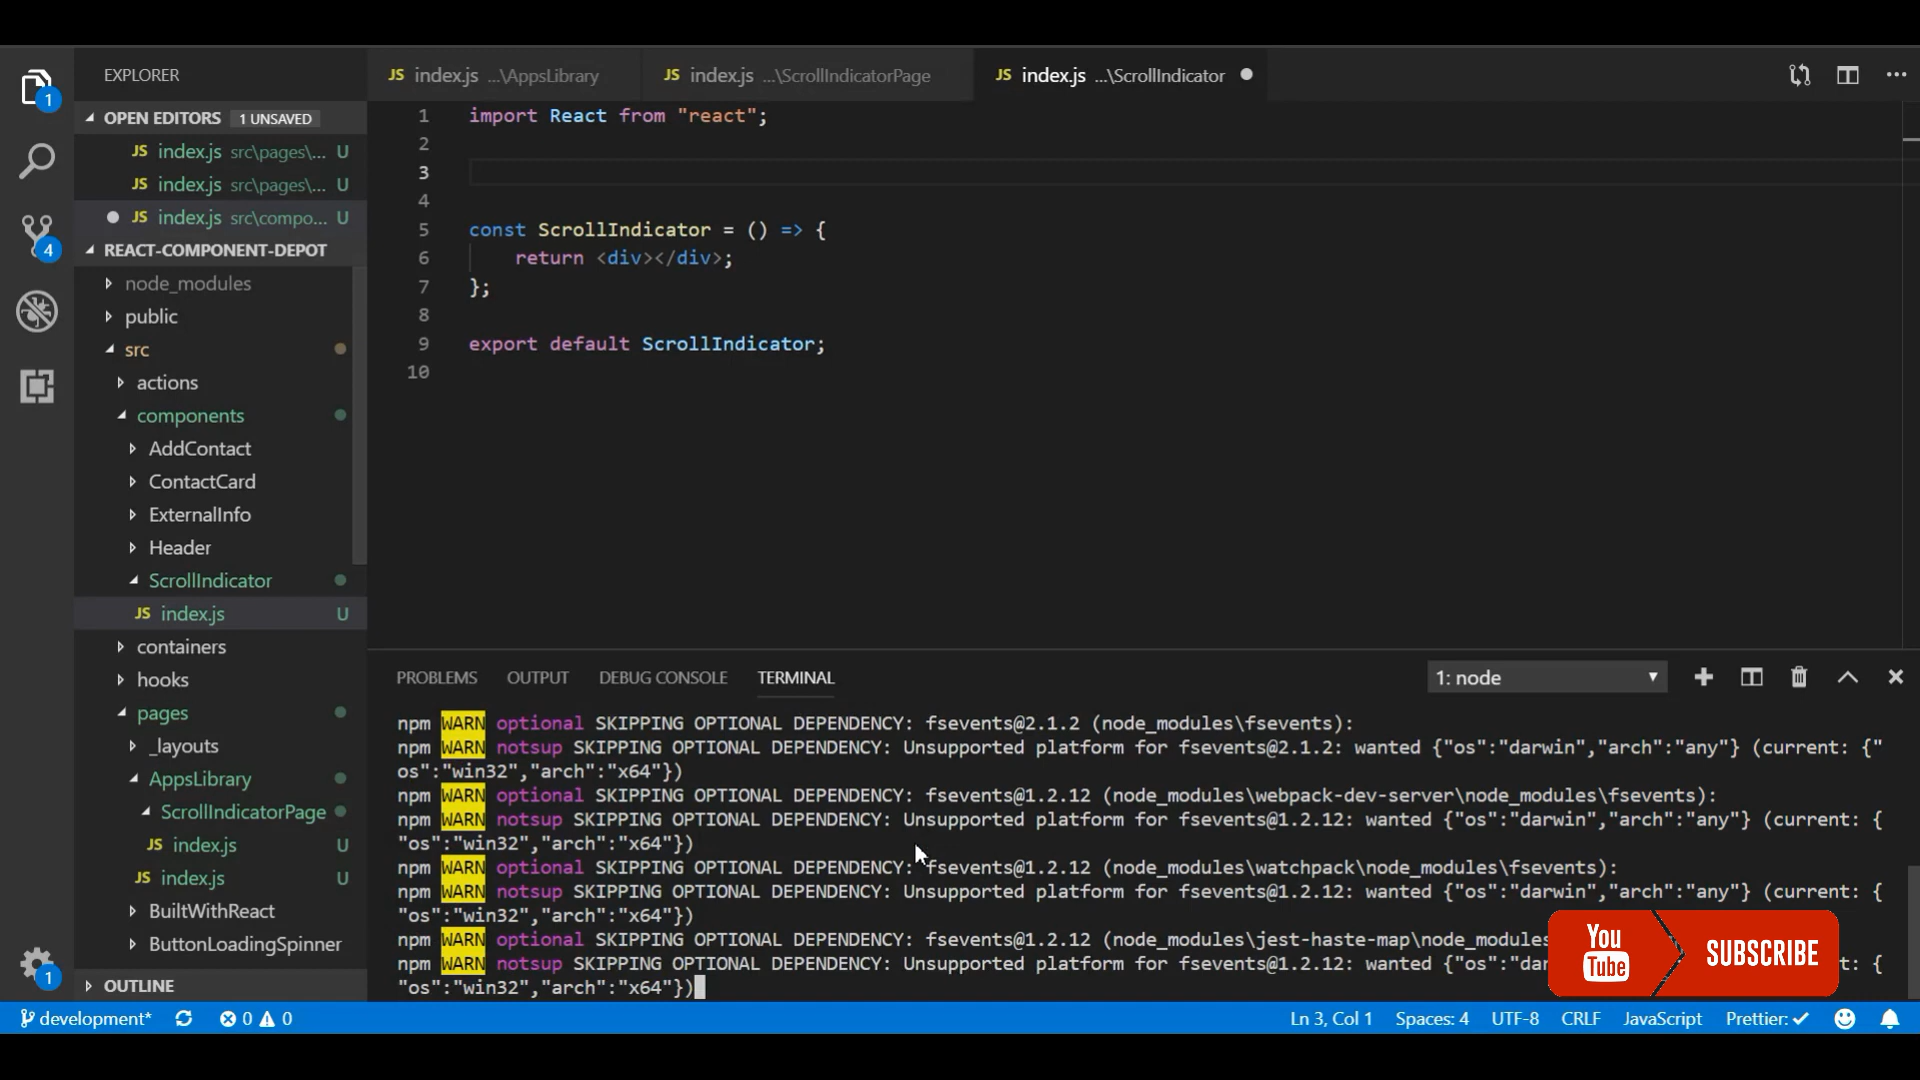 EXPLORER
OPEN EDITORS 1 UNSAVED
JS index.js src\pages\... U
JS index.js src\pages\... U
JS index.js src\compo... U
REACT-COMPONENT-DEPOT
node_modules
public
src
actions
components
AddContact
ContactCard
ExternalInfo
Header
ScrollIndicator
JS index.js U
containers
hooks
pages
_layouts
AppsLibrary
ScrollIndicatorPage
JS index.js U
JS index.js U
BuiltWithReact
ButtonLoadingSpinner
OUTLINE
1
4
1
JS index.js ...\AppsLibrary
JS index.js ...\ScrollIndicatorPage
JS index.js ...\ScrollIndicator
1 import React from "react";
2
3
4
5 const ScrollIndicator = () => {
6 return <div></div>;
7 };
8
9 export default ScrollIndicator;
10
PROBLEMS OUTPUT DEBUG CONSOLE TERMINAL 1: node
npm WARN optional SKIPPING OPTIONAL DEPENDENCY: fsevents@2.1.2 (node_modules\fsevents):
npm WARN notsup SKIPPING OPTIONAL DEPENDENCY: Unsupported platform for fsevents@2.1.2: wanted {"os":"darwin","arch":"any"} (current: {"
os":"win32","arch":"x64"})
npm WARN optional SKIPPING OPTIONAL DEPENDENCY: fsevents@1.2.12 (node_modules\webpack-dev-server\node_modules\fsevents):
npm WARN notsup SKIPPING OPTIONAL DEPENDENCY: Unsupported platform for fsevents@1.2.12: wanted {"os":"darwin","arch":"any"} (current: {
"os":"win32","arch":"x64"})
npm WARN optional SKIPPING OPTIONAL DEPENDENCY: fsevents@1.2.12 (node_modules\watchpack\node_modules\fsevents):
npm WARN notsup SKIPPING OPTIONAL DEPENDENCY: Unsupported platform for fsevents@1.2.12: wanted {"os":"darwin","arch":"any"} (current: {
"os":"win32","arch":"x64"})
npm WARN optional SKIPPING OPTIONAL DEPENDENCY: fsevents@1.2.12 (node_modules\jest-haste-map\node_modules
npm WARN notsup SKIPPING OPTIONAL DEPENDENCY: Unsupported platform for fsevents@1.2.12: wanted {"os":"dar t: {
"os":"win32","arch":"x64"})
You
Tube
SUBSCRIBE
development* 0 0 Ln 3, Col 1 Spaces: 4 UTF-8 CRLF JavaScript Prettier: ✓